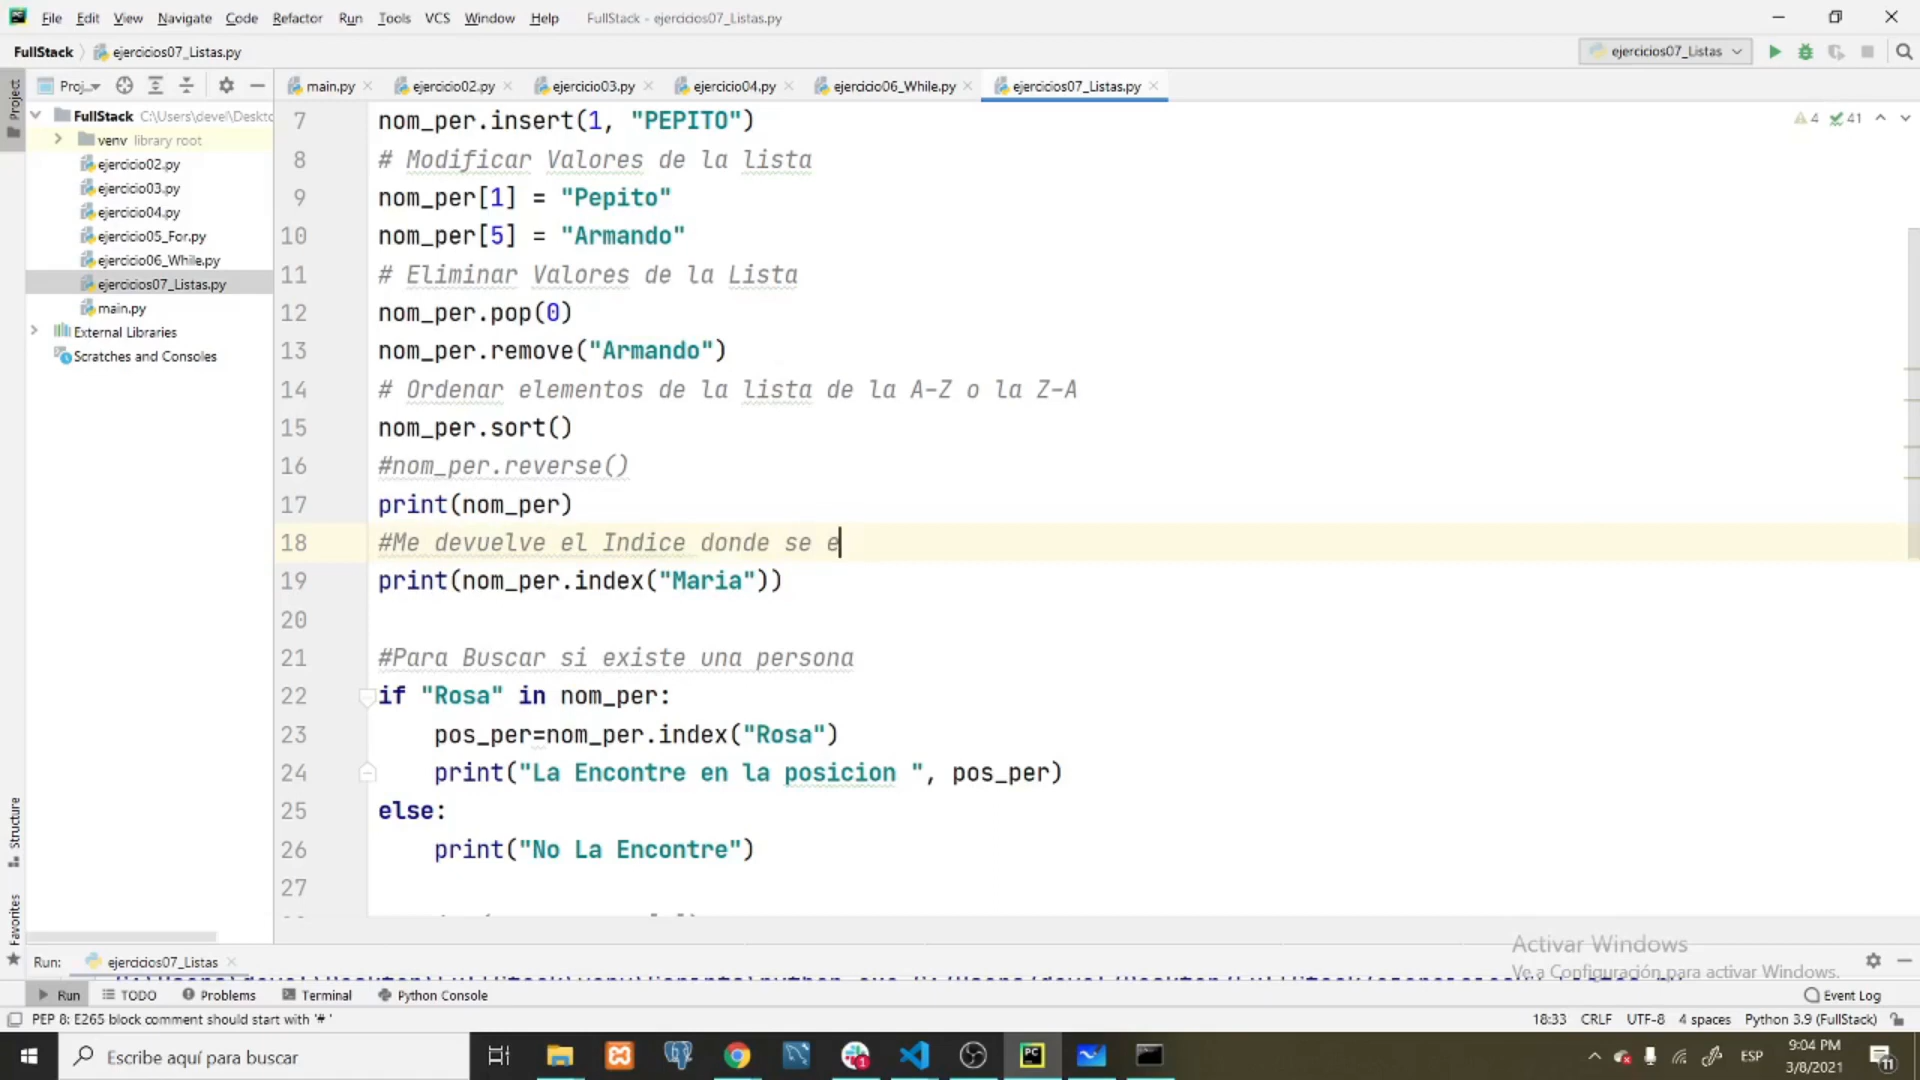 File Edit View Navigate Code Refactor Run Tools VCS Window Help FullStack - ejercicios07_Listas.py
FullStack ejercicios07_Listas.py
ejercicios07_Listas
Project
Proj...
main.py ejercicio02.py ejercicio03.py ejercicio04.py ejercicio06_While.py ejercicios07_Listas.py
FullStack C:\Users\devel\Deskto
venv library root
ejercicio02.py
ejercicio03.py
ejercicio04.py
ejercicio05_For.py
ejercicio06_While.py
ejercicios07_Listas.py
main.py
External Libraries
Scratches and Consoles
4 41
7 nom_per.insert(1, "PEPITO")
8 # Modificar Valores de la lista
9 nom_per[1] = "Pepito"
10 nom_per[5] = "Armando"
11 # Eliminar Valores de la Lista
12 nom_per.pop(0)
13 nom_per.remove("Armando")
14 # Ordenar elementos de la lista de la A-Z o la Z-A
15 nom_per.sort()
16 #nom_per.reverse()
17 print(nom_per)
18 #Me devuelve el Indice donde se e
19 print(nom_per.index("Maria"))
20
21 #Para Buscar si existe una persona
22 if "Rosa" in nom_per:
23 pos_per=nom_per.index("Rosa")
24 print("La Encontre en la posicion ", pos_per)
25 else:
26 print("No La Encontre")
27
Structure
Favorites
Activar Windows
Ve a Configuración para activar Windows.
Run: ejercicios07_Listas
Run TODO Problems Terminal Python Console Event Log
PEP 8: E265 block comment should start with '# '
18:33 CRLF UTF-8 4 spaces Python 3.9 (FullStack)
Escribe aquí para buscar
PC
1
ESP
9:04 PM
3/8/2021
11